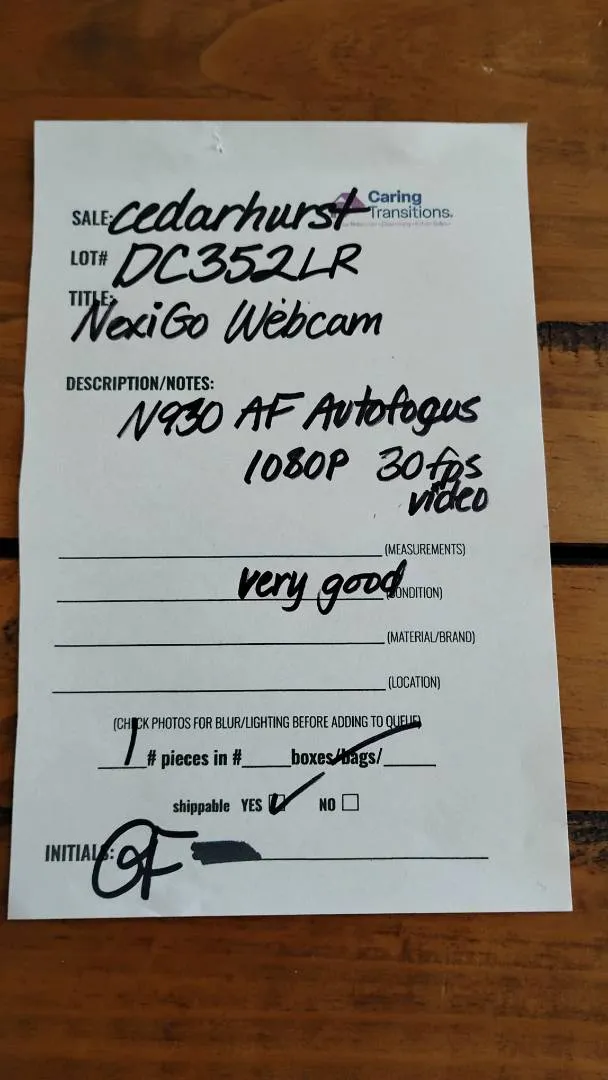 Caring
Transitions.
SALE: cedarhurst
LOT# DC352LR
TITLE:
NexiGo Webcam
DESCRIPTION/NOTES:
N930 AF Autofogus
1080P 30fps
video
(MEASUREMENTS)
very good (CONDITION)
(MATERIAL/BRAND)
(LOCATION)
(CHECK PHOTOS FOR BLUR/LIGHTING BEFORE ADDING TO QUEUE)
1 # pieces in # boxes/bags/
shippable YES NO
INITIALS: